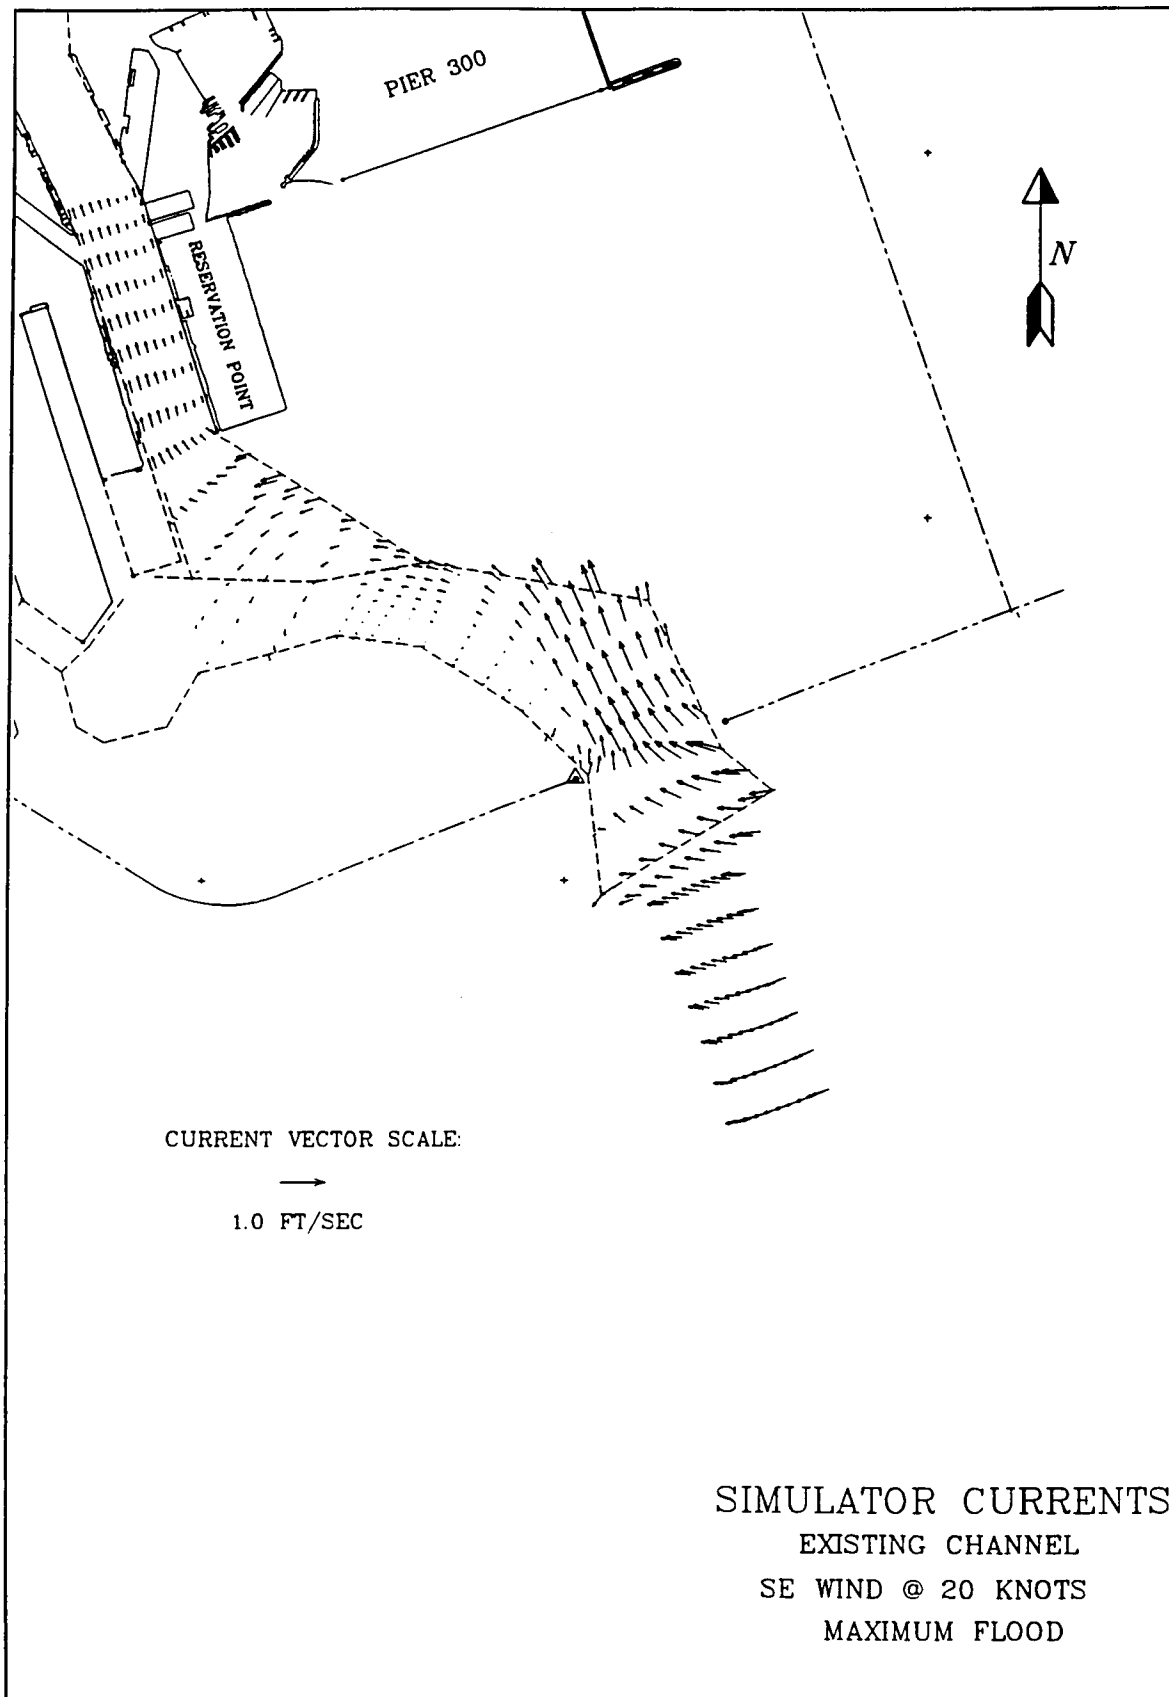 PIER 300
N
RESERVATION POINT
CURRENT VECTOR SCALE:
1.0 FT/SEC
SIMULATOR CURRENTS
EXISTING CHANNEL
SE WIND @ 20 KNOTS
MAXIMUM FLOOD